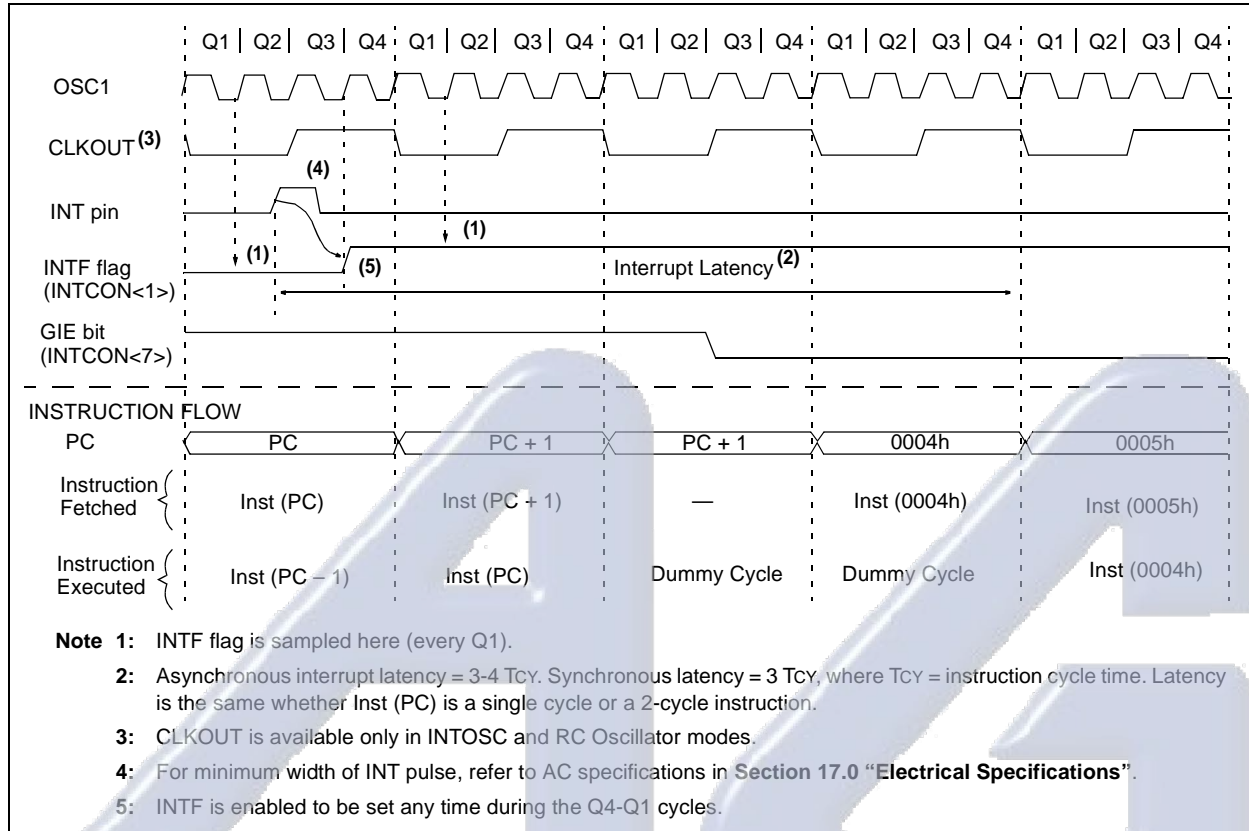 Q1 | Q2 | Q3 | Q4 Q1 | Q2 | Q3 | Q4 Q1 | Q2 | Q3 | Q4 Q1 | Q2 | Q3 | Q4 Q1 | Q2 | Q3 | Q4
OSC1
CLKOUT (3)
(4)
INT pin
(1)
(1)
INTF flag
(INTCON<1>)
(5)
Interrupt Latency (2)
GIE bit
(INTCON<7>)
INSTRUCTION FLOW
PC PC PC + 1 PC + 1 0004h 0005h
Instruction
Fetched
Inst (PC) Inst (PC + 1) — Inst (0004h) Inst (0005h)
Instruction
Executed
Inst (PC – 1) Inst (PC) Dummy Cycle Dummy Cycle Inst (0004h)
Note 1: INTF flag is sampled here (every Q1).
2: Asynchronous interrupt latency = 3-4 TCY. Synchronous latency = 3 TCY, where TCY = instruction cycle time. Latency
is the same whether Inst (PC) is a single cycle or a 2-cycle instruction.
3: CLKOUT is available only in INTOSC and RC Oscillator modes.
4: For minimum width of INT pulse, refer to AC specifications in Section 17.0 “Electrical Specifications”.
5: INTF is enabled to be set any time during the Q4-Q1 cycles.